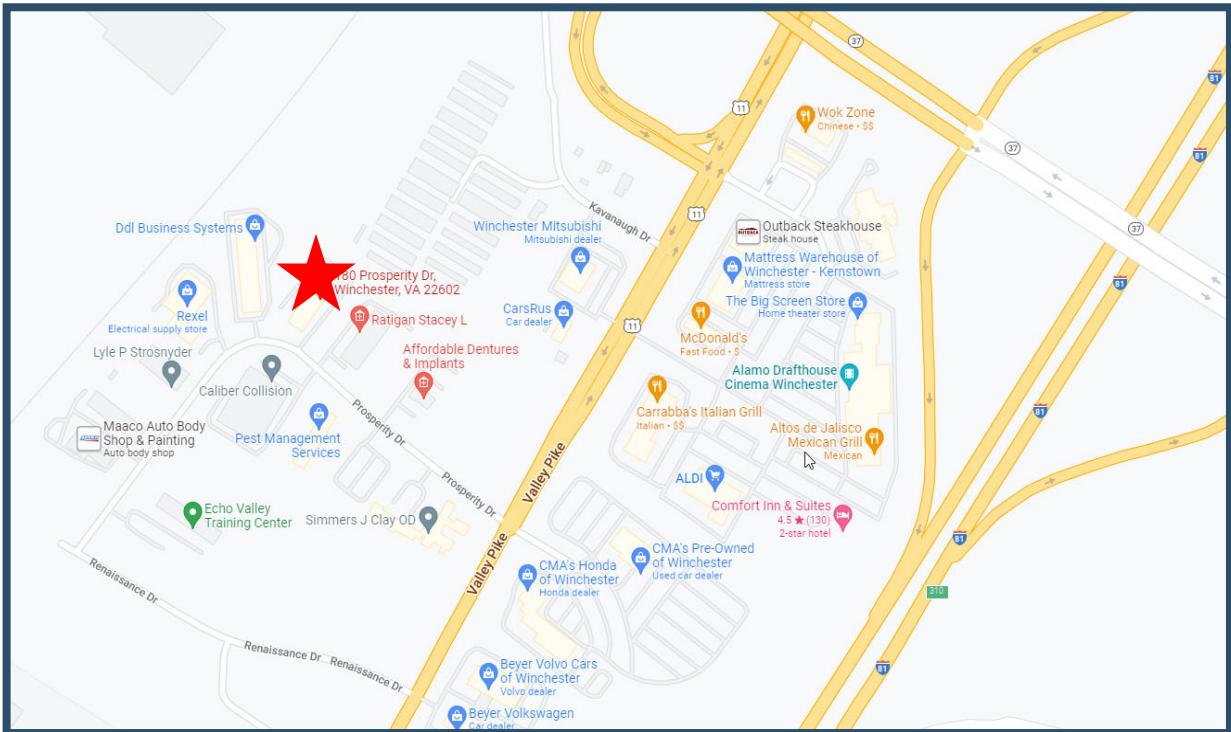 37
81
11
Wok Zone
Chinese • $$
81
37
Kavanaugh Dr
11
Outback Steakhouse
Steak house
OUTBACK
Ddl Business Systems
Winchester Mitsubishi
Mitsubishi dealer
37
Mattress Warehouse of
Winchester - Kernstown
Mattress store
180 Prosperity Dr,
Winchester, VA 22602
81
Rexel
Electrical supply store
Ratigan Stacey L
CarsRus
Car dealer
The Big Screen Store
Home theater store
11
McDonald's
Fast Food • $
Lyle P Strosnyder
Affordable Dentures
& Implants
Alamo Drafthouse
Cinema Winchester
Caliber Collision
Prosperity Dr
Carrabba's Italian Grill
Italian • $$
81
Maaco Auto Body
Shop & Painting
Auto body shop
Pest Management
Services
Altos de Jalisco
Mexican Grill
Mexican
Valley Pike
ALDI
Prosperity Dr
Echo Valley
Training Center
Simmers J Clay OD
Comfort Inn & Suites
4.5 ★ (130)
2-star hotel
81
Valley Pike
CMA's Honda
of Winchester
Honda dealer
CMA's Pre-Owned
of Winchester
Used car dealer
310
Renaissance Dr
Renaissance Dr
Renaissance Dr
Beyer Volvo Cars
of Winchester
Volvo dealer
81
Beyer Volkswagen
Car dealer